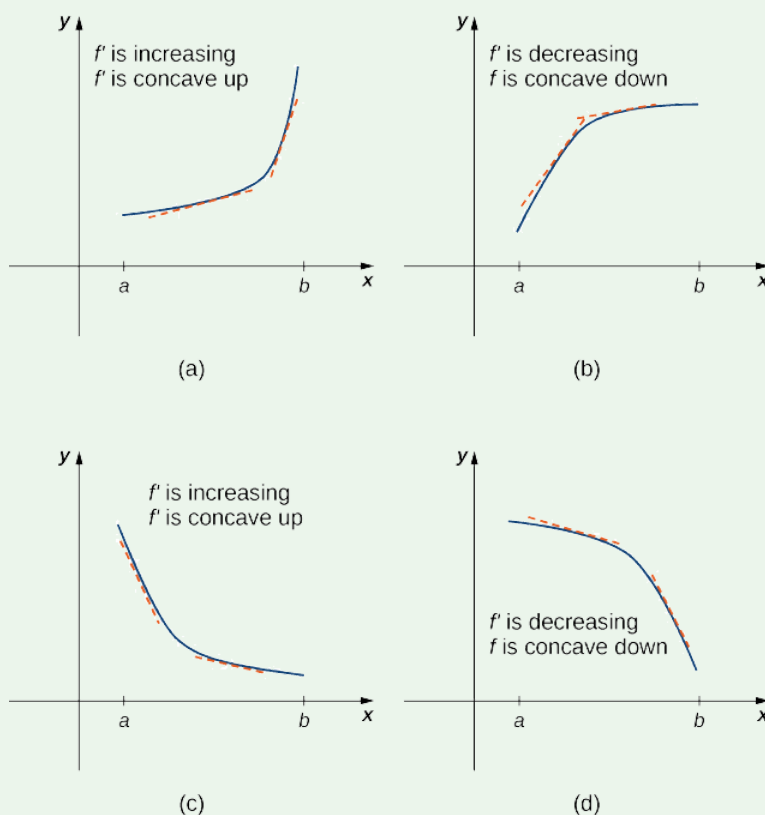 y
f' is increasing
f' is concave up
a
b
x
(a)
y
f' is decreasing
f is concave down
a
b
x
(b)
y
f' is increasing
f' is concave up
a
b
x
(c)
y
f' is decreasing
f is concave down
a
b
x
(d)